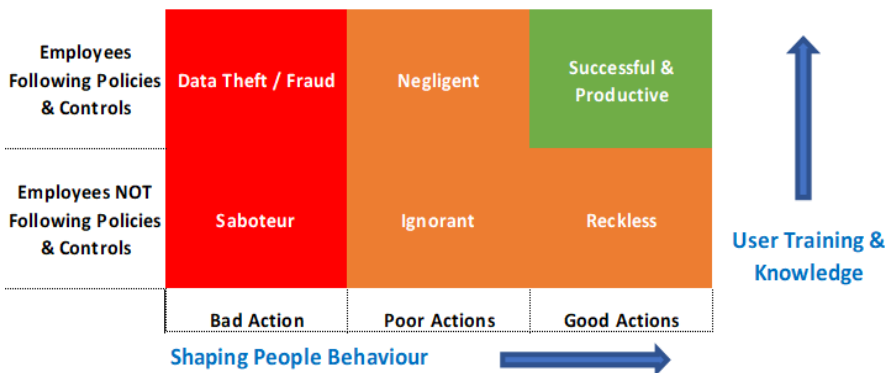 Employees
Following Policies
& Controls
Data Theft / Fraud
Negligent
Successful &
Productive
Employees NOT
Following Policies
& Controls
Saboteur
Ignorant
Reckless
User Training &
Knowledge
Bad Action
Poor Actions
Good Actions
Shaping People Behaviour